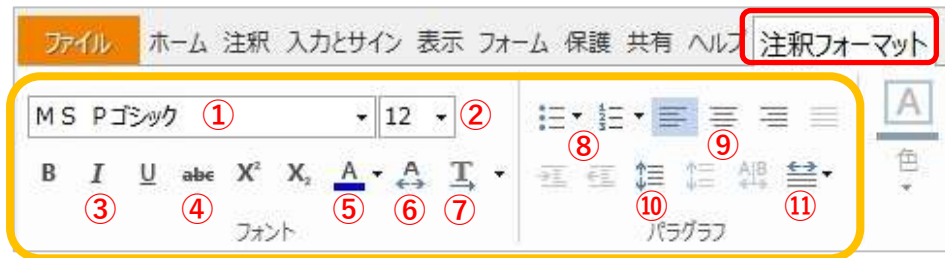 ファイル ホーム 注釈 入力とサイン 表示 フォーム 保護 共有 ヘルプ 注釈フォーマット
ＭＳ Ｐゴシック ① 12 ② ⑧ ⑨ A
B I U abc X² X₂ A A T A|B 色
③ ④ ⑤ ⑥ ⑦ ⑩ ⑪
フォント パラグラフ